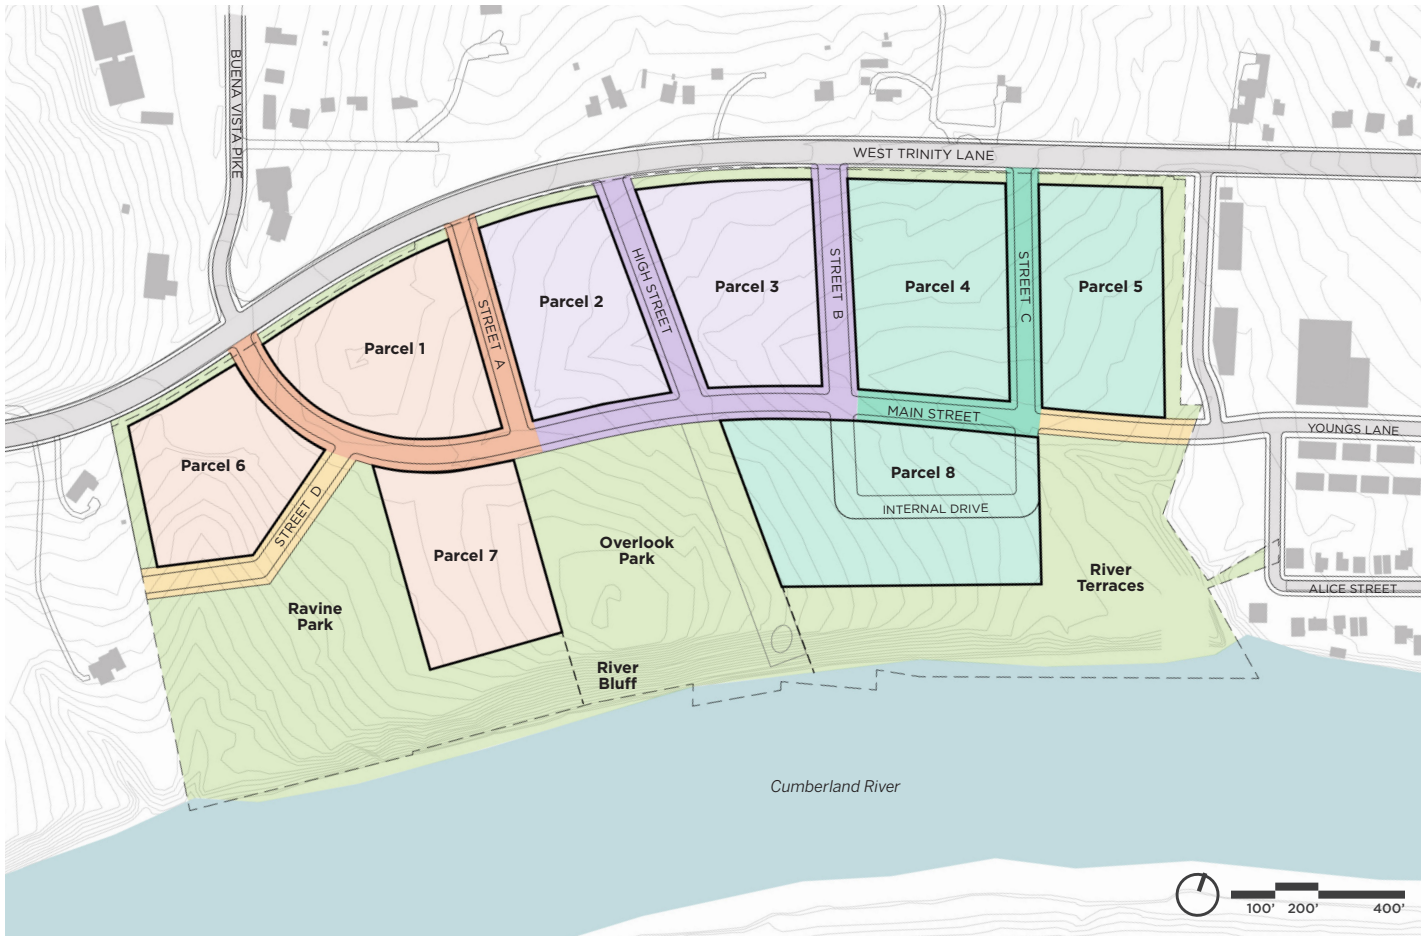 BUENA VISTA PIKE
WEST TRINITY LANE
Parcel 1
STREET A
Parcel 2
HIGH STREET
Parcel 3
STREET B
Parcel 4
STREET C
Parcel 5
MAIN STREET
YOUNGS LANE
Parcel 6
STREET D
Parcel 7
Overlook
Park
Parcel 8
INTERNAL DRIVE
River
Terraces
ALICE STREET
Ravine
Park
River
Bluff
Cumberland River
100' 200' 400'